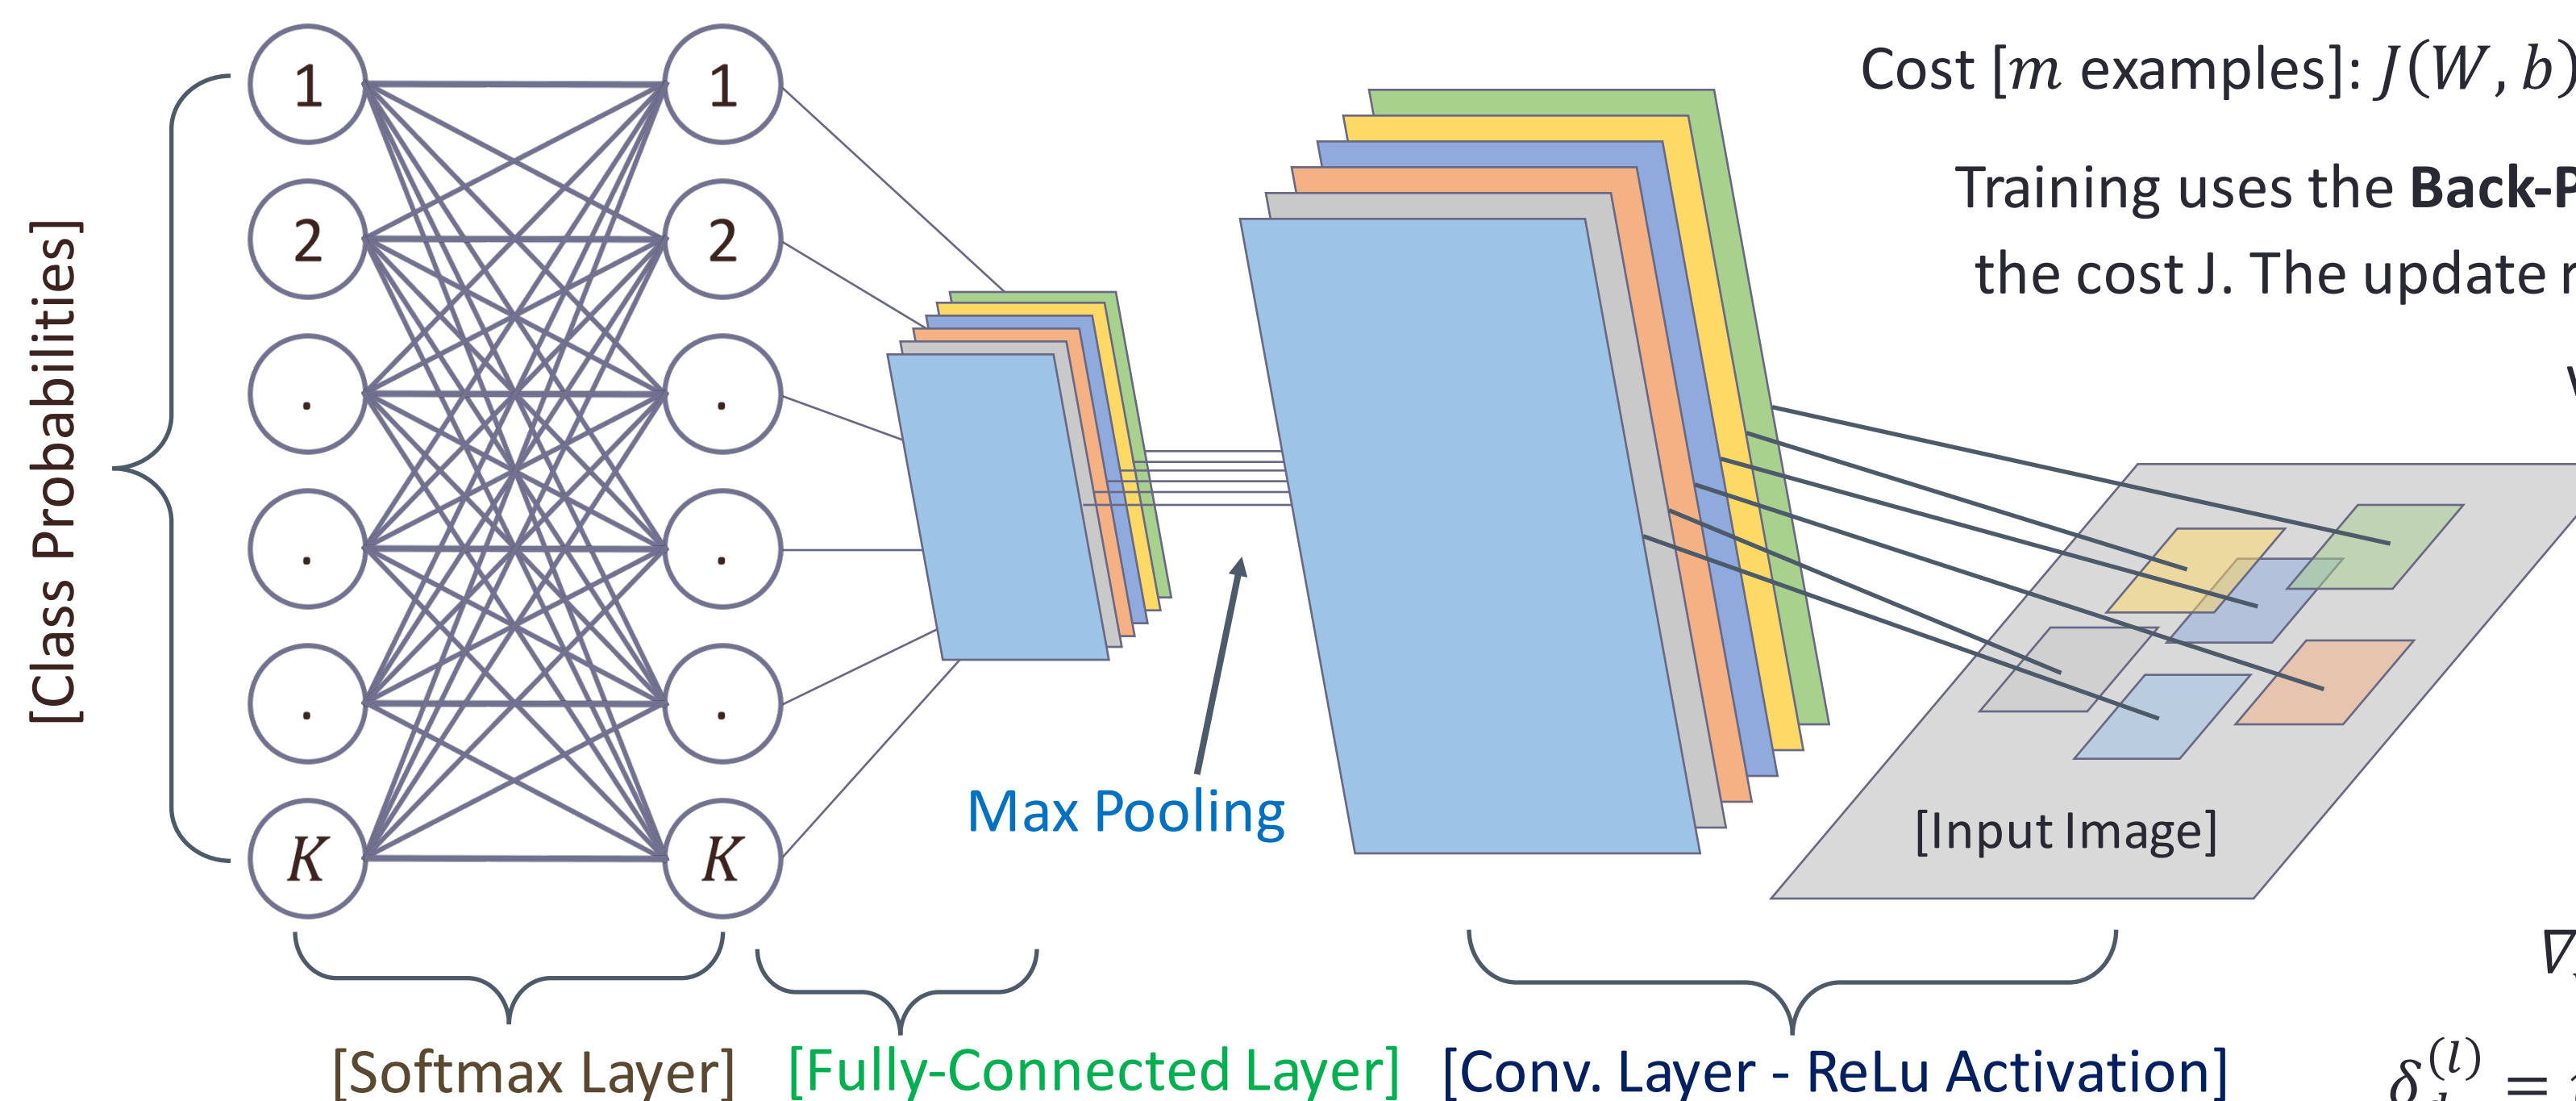 Cost [m examples]: J(W, b)
Training uses the Back-P
the cost J. The update
[Class Probabilities]
1
2
.
.
.
K
1
2
.
.
.
K
Max Pooling
[Input Image]
[Softmax Layer]
[Fully-Connected Layer]
[Conv. Layer - ReLu Activation]
∇
δ_d^(l) =